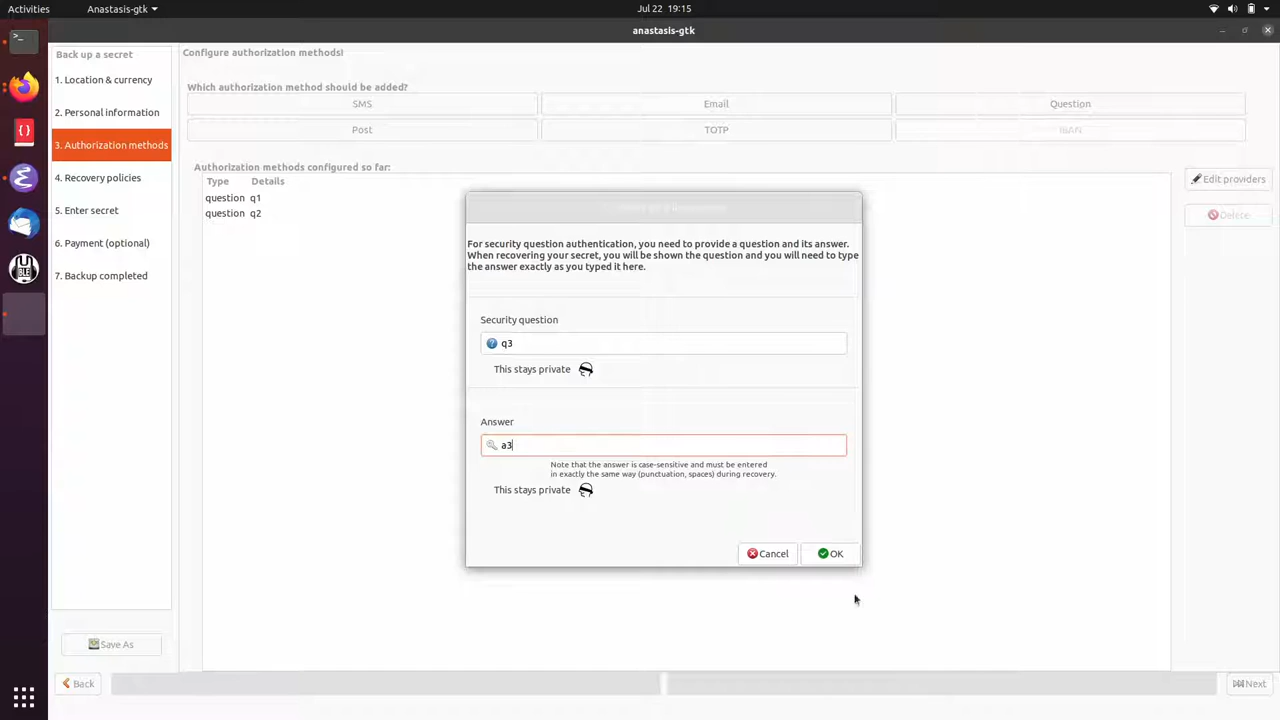 Activities
Anastasis-gtk
Jul 22 19:15
anastasis-gtk
Back up a secret
1. Location & currency
2. Personal information
3. Authorization methods
4. Recovery policies
5. Enter secret
6. Payment (optional)
7. Backup completed
Save As
Configure authorization methods!
Which authorization method should be added?
SMS
Email
Question
Post
TOTP
IBAN
Authorization methods configured so far:
Type Details
question q1
question q2
Edit providers
Delete
For security question authentication, you need to provide a question and its answer.
When recovering your secret, you will be shown the question and you will need to type
the answer exactly as you typed it here.
Security question
q3
This stays private
Answer
a3
Note that the answer is case-sensitive and must be entered
in exactly the same way (punctuation, spaces) during recovery.
This stays private
Cancel
OK
Back
Next